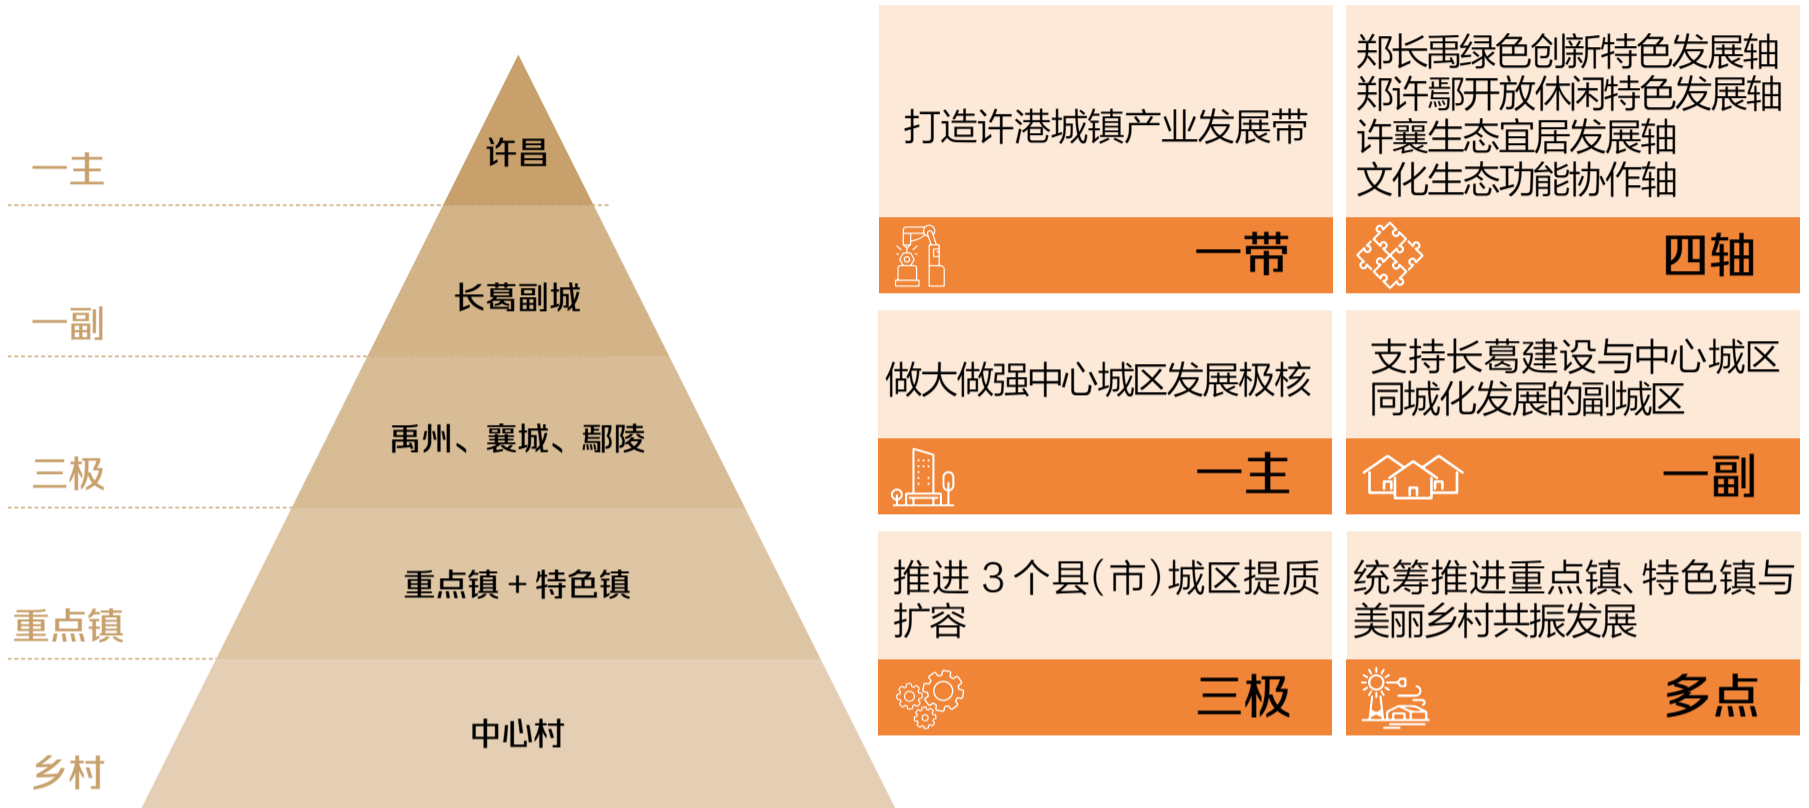 一主
许昌
一副
长葛副城
三极
禹州、襄城、鄢陵
重点镇
重点镇 + 特色镇
乡村
中心村
打造许港城镇产业发展带
一带
郑长禹绿色创新特色发展轴
郑许鄢开放休闲特色发展轴
许襄生态宜居发展轴
文化生态功能协作轴
四轴
做大做强中心城区发展极核
一主
支持长葛建设与中心城区
同城化发展的副城区
一副
推进 3 个县(市)城区提质
扩容
三极
统筹推进重点镇、特色镇与
美丽乡村共振发展
多点